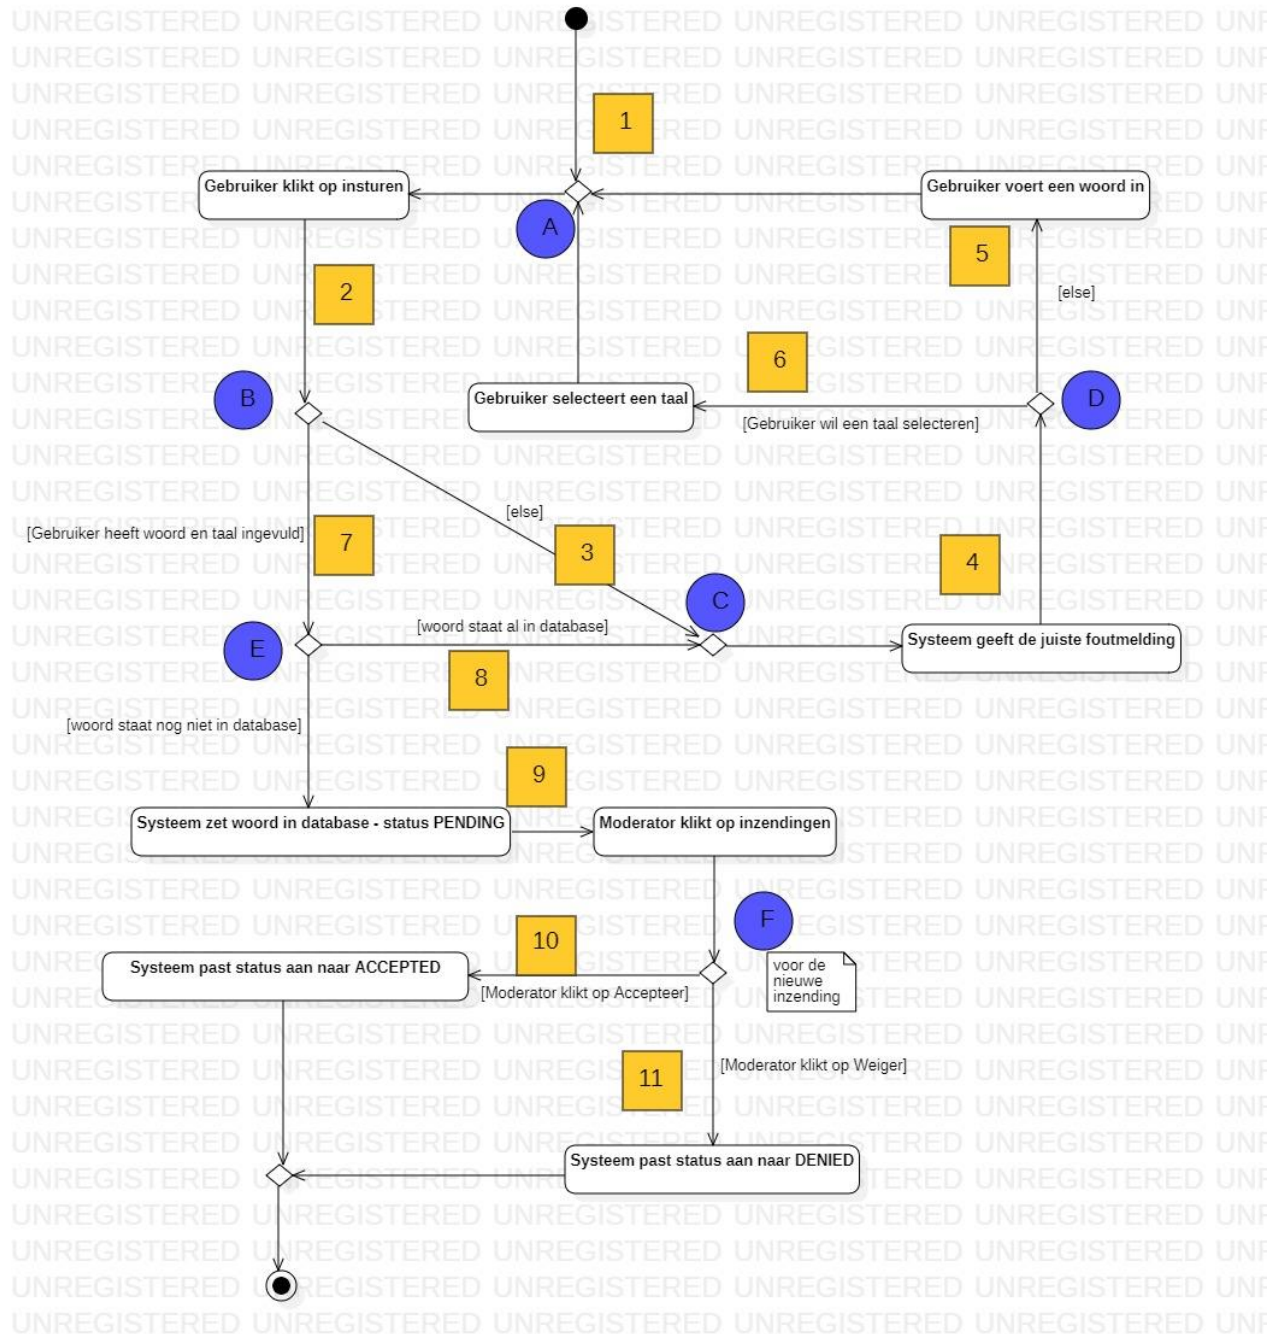 UNREGISTERED
1
Gebruiker klikt op insturen
Gebruiker voert een woord in
A
5
2
[else]
6
B
Gebruiker selecteert een taal
D
[Gebruiker wil een taal selecteren]
[else]
[Gebruiker heeft woord en taal ingevuld]
7
3
4
C
[woord staat al in database]
E
Systeem geeft de juiste foutmelding
8
[woord staat nog niet in database]
9
Systeem zet woord in database - status PENDING
Moderator klikt op inzendingen
F
10
Systeem past status aan naar ACCEPTED
[Moderator klikt op Accepteer]
voor de
nieuwe
inzending
11
[Moderator klikt op Weiger]
Systeem past status aan naar DENIED